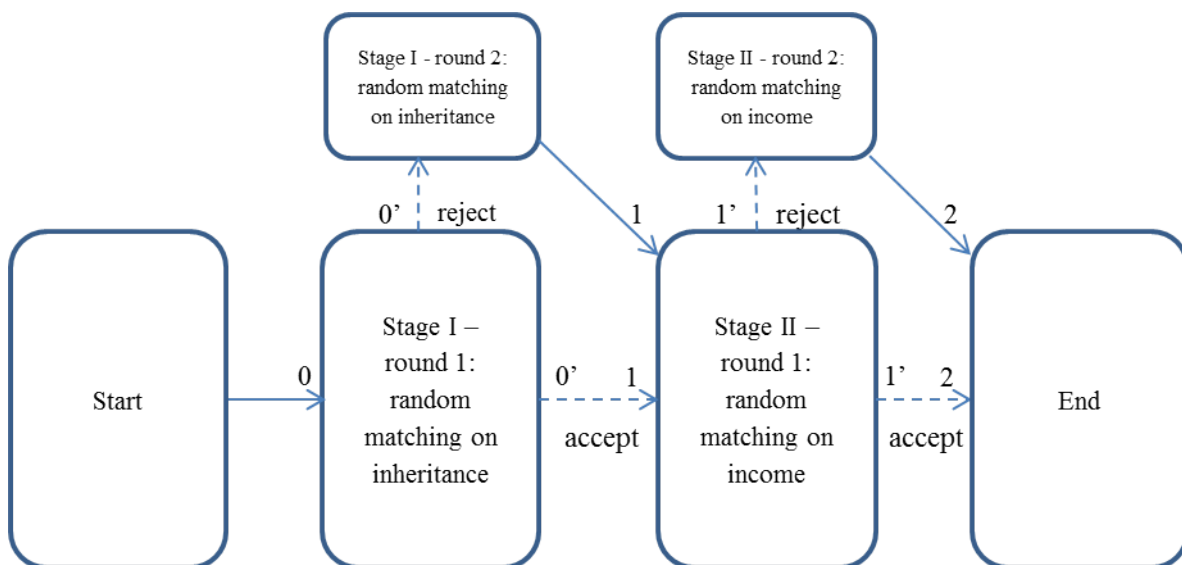 Stage I - round 2:
random matching
on inheritance
Stage II - round 2:
random matching
on income
0’ reject
1
1’ reject
2
Start
0
Stage I –
round 1:
random
matching on
inheritance
0’ 1
accept
Stage II –
round 1:
random
matching on
income
1’ 2
accept
End